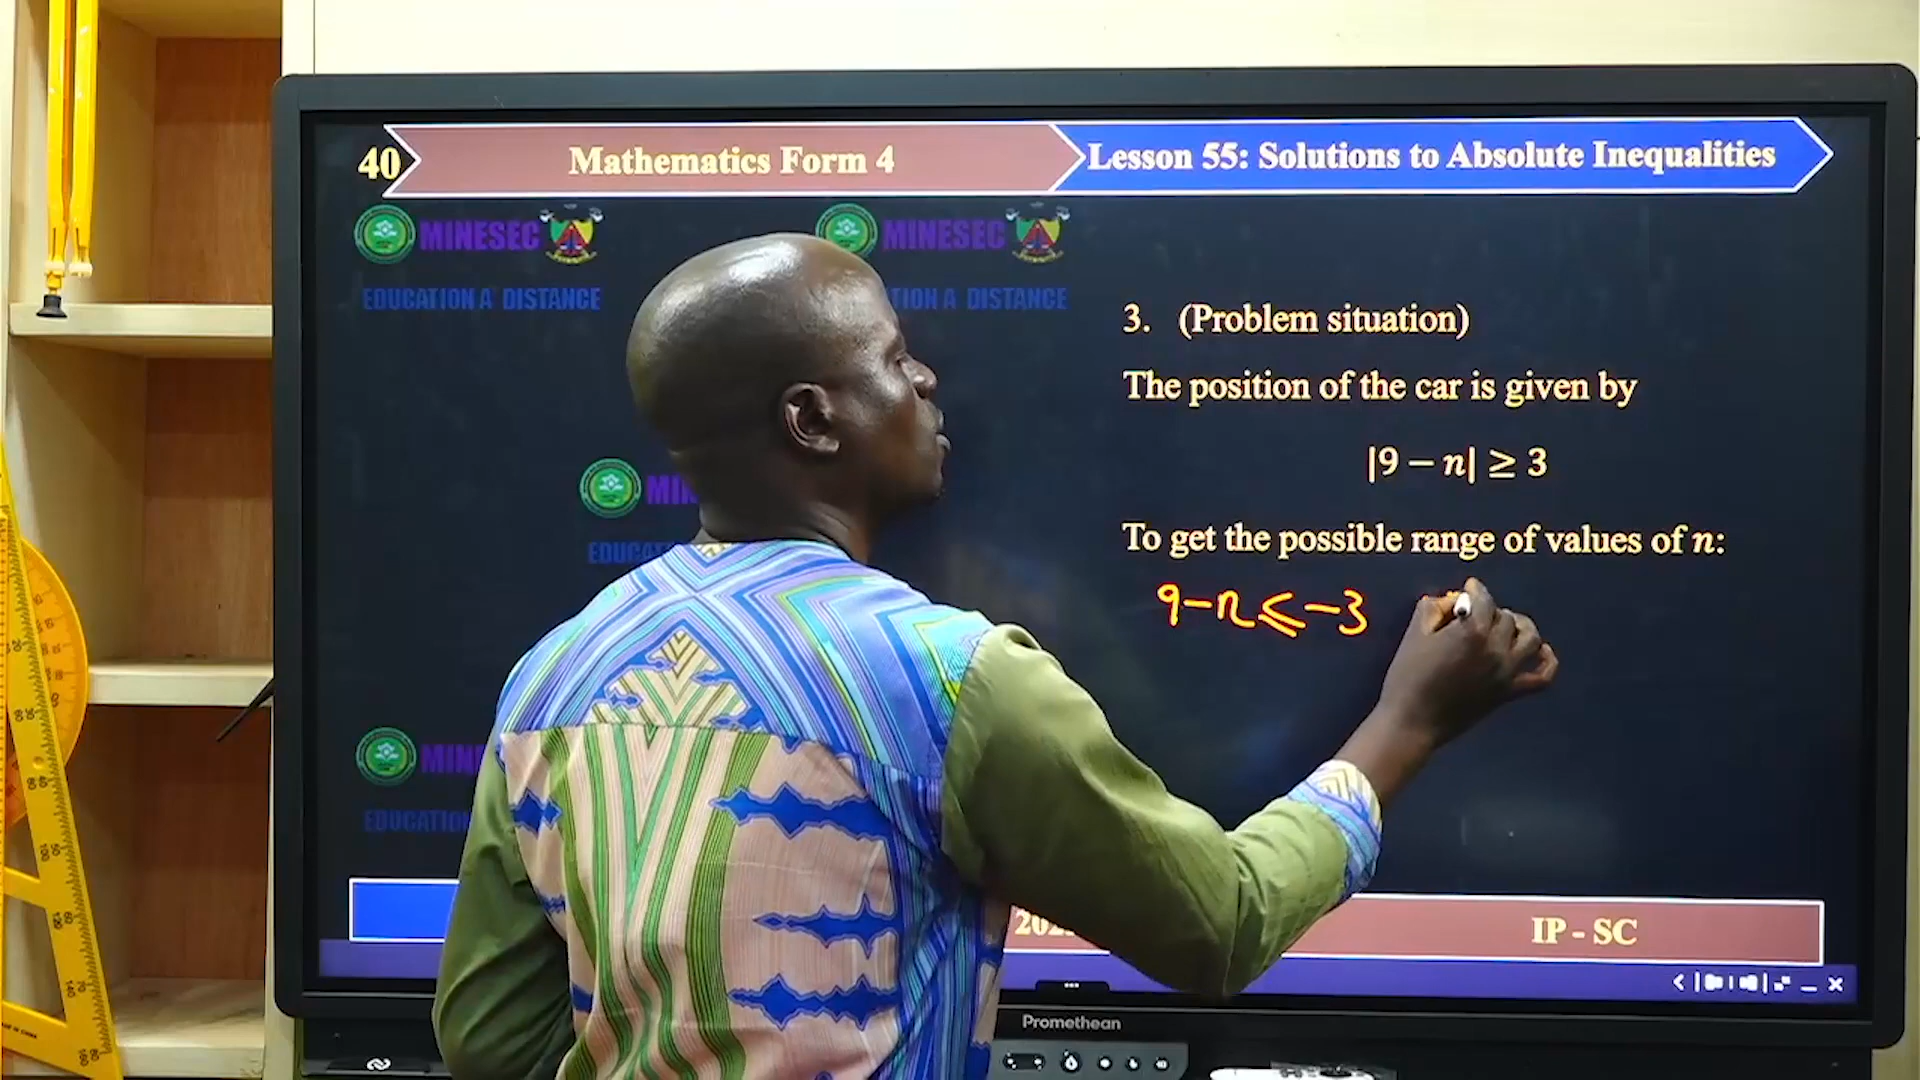 40
Mathematics Form 4
Lesson 55: Solutions to Absolute Inequalities
MINESEC
MINESEC
EDUCATION A DISTANCE
TION A DISTANCE
3. (Problem situation)
The position of the car is given by
|9 − n| ≥ 3
To get the possible range of values of n:
9-n ≤ -3
IP - SC
Promethean